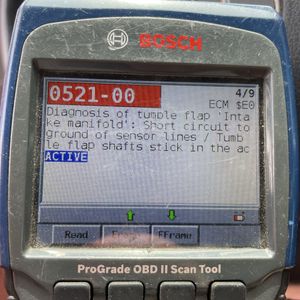 BOSCH
0521-00
4/9
ECM $E0
Diagnosis of tumple flap 'Inta
ke manifold': Short circuit to
ground of sensor lines / Tumb
le flap shafts stick in the ac
ACTIVE
Read
FFrame
ProGrade OBD II Scan Tool